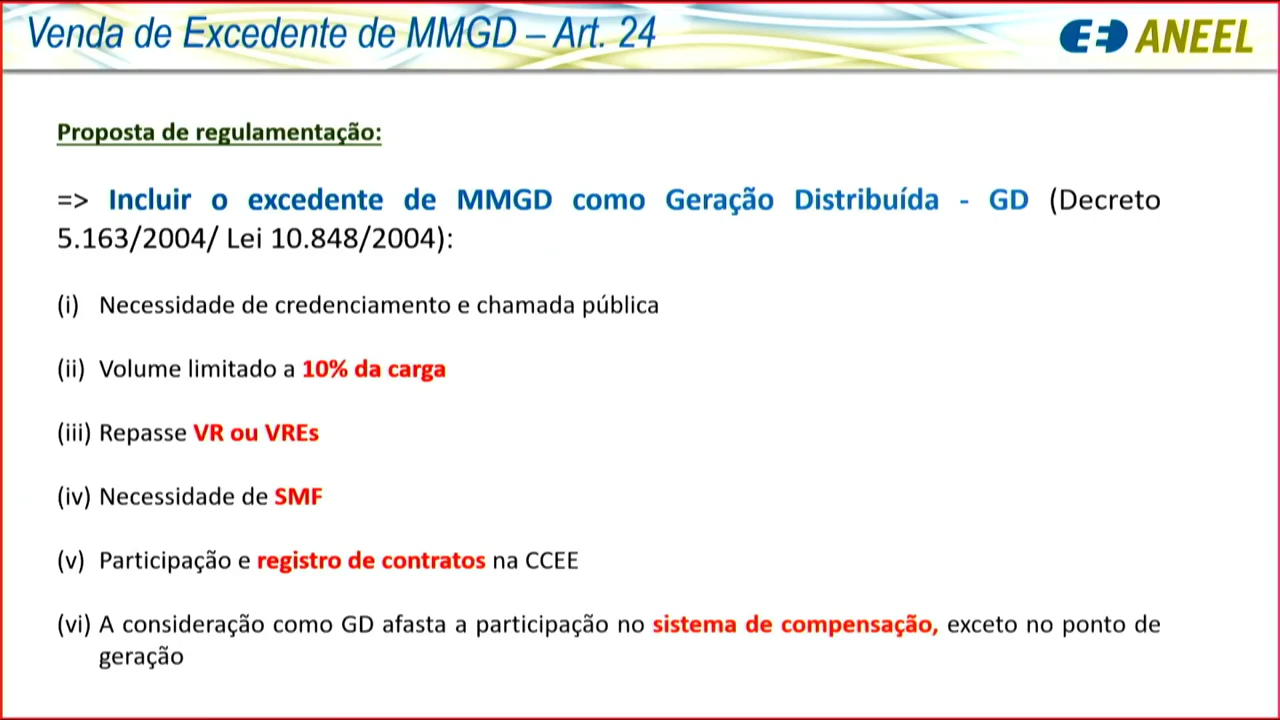 Venda de Excedente de MMGD – Art. 24
ANEEL
Proposta de regulamentação:
=> Incluir o excedente de MMGD como Geração Distribuída - GD (Decreto
5.163/2004/ Lei 10.848/2004):
(i) Necessidade de credenciamento e chamada pública
(ii) Volume limitado a 10% da carga
(iii) Repasse VR ou VREs
(iv) Necessidade de SMF
(v) Participação e registro de contratos na CCEE
(vi) A consideração como GD afasta a participação no sistema de compensação, exceto no ponto de
geração